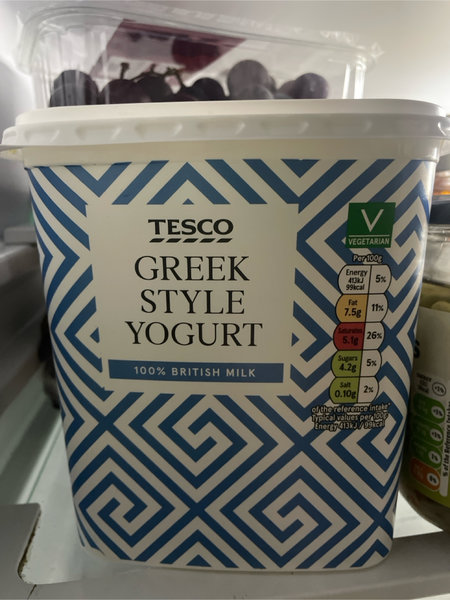 TESCO
GREEK
STYLE
YOGURT
100% BRITISH MILK
V
VEGETARIAN
Per 100g
Energy
413kJ
99kcal
5%
Fat
7.5g
11%
Saturates
5.1g
26%
Sugars
4.2g
5%
Salt
0.10g
2%
of the reference intake*
Typical values per 100g
Energy 413kJ / 99kcal